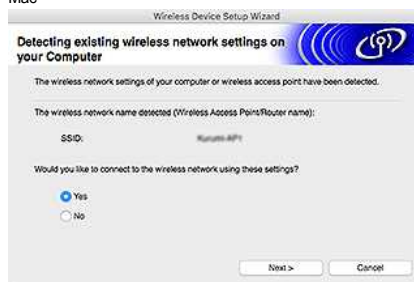 Mac
Wireless Device Setup Wizard
Detecting existing wireless network settings on
your Computer
The wireless network settings of your computer or wireless access point have been detected.
The wireless network name detected (Wireless Access Point/Router name):
SSID:
Would you like to connect to the wireless network using these settings?
Yes
No
Next >
Cancel